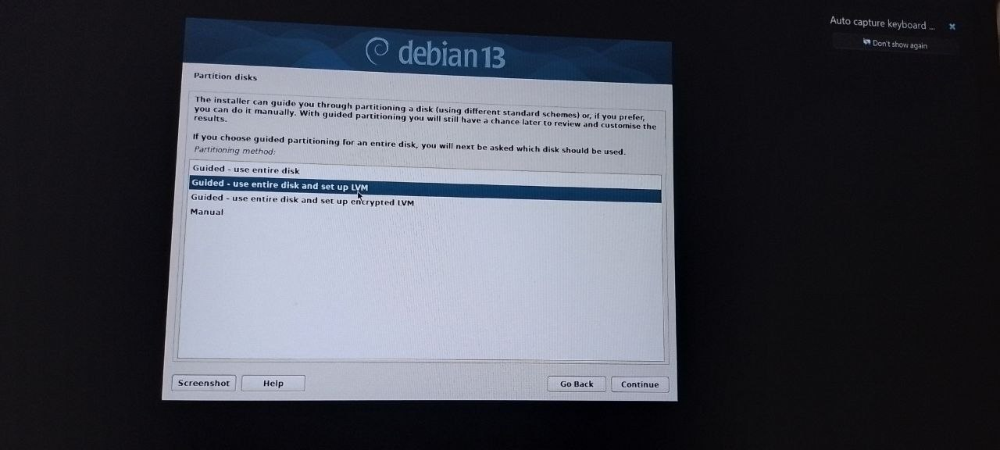 Auto capture keyboard ...
Don't show again
debian 13
Partition disks
The installer can guide you through partitioning a disk (using different standard schemes) or, if you prefer,
you can do it manually. With guided partitioning you will still have a chance later to review and customise the
results.
If you choose guided partitioning for an entire disk, you will next be asked which disk should be used.
Partitioning method:
Guided - use entire disk
Guided - use entire disk and set up LVM
Guided - use entire disk and set up encrypted LVM
Manual
Screenshot
Help
Go Back
Continue